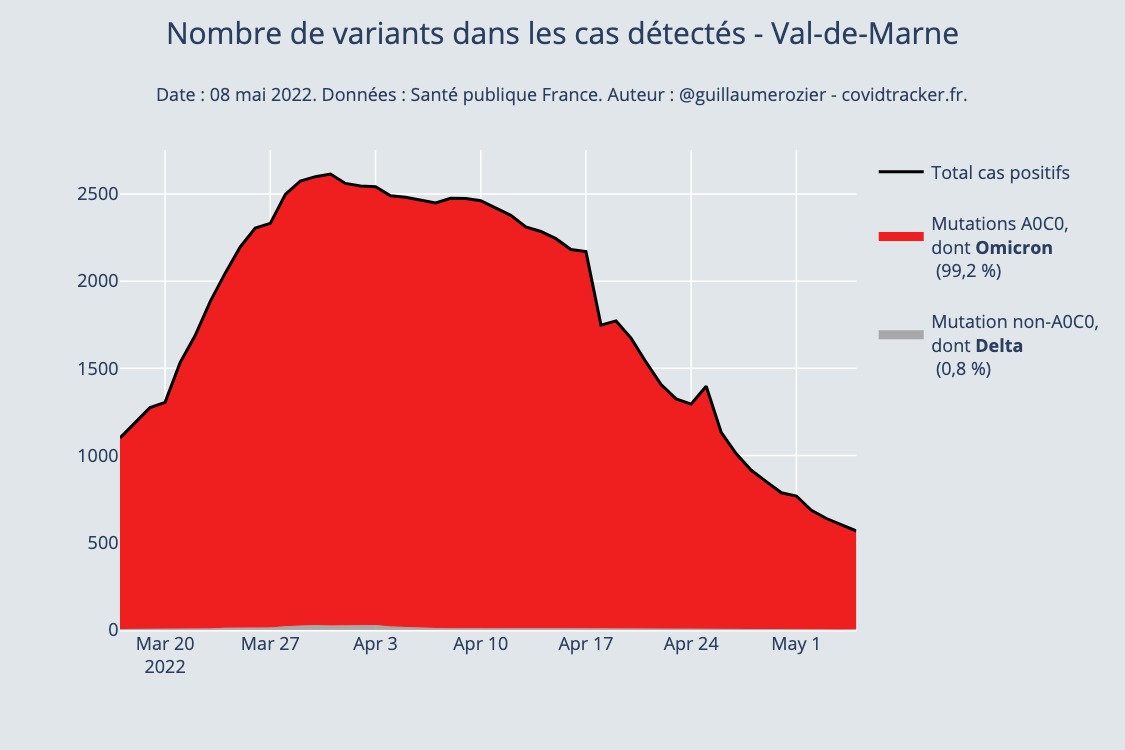 Nombre de variants dans les cas détectés - Val-de-Marne
Date : 08 mai 2022. Données : Santé publique France. Auteur : @guillaumerozier - covidtracker.fr.
2500
2000
1500
1000
500
0
Mar 20
2022
Mar 27
Apr 3
Apr 10
Apr 17
Apr 24
May 1
Total cas positifs
Mutations A0C0,
dont Omicron
(99,2 %)
Mutation non-A0C0,
dont Delta
(0,8 %)